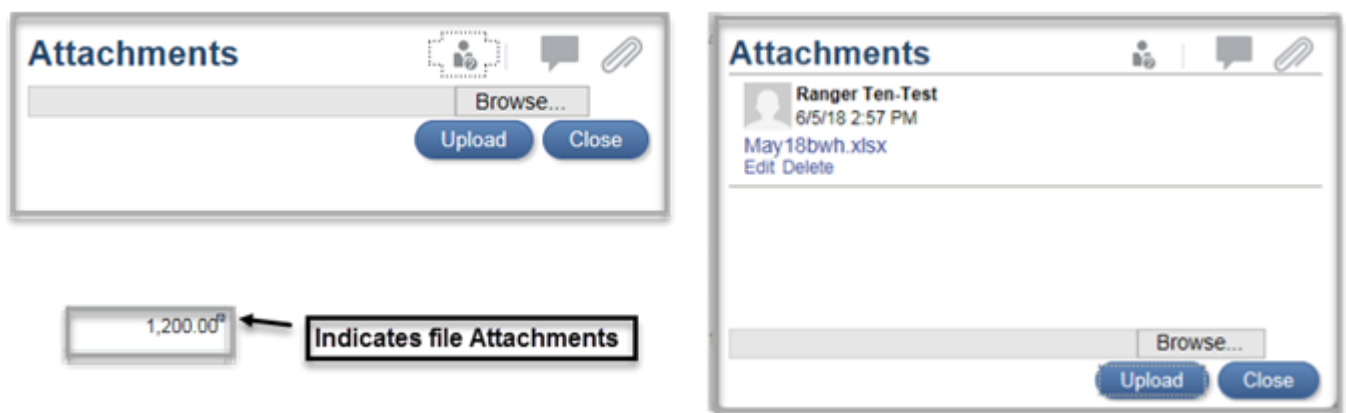 Attachments
Browse...
Upload Close
1,200.00
Indicates file Attachments
Attachments
Ranger Ten-Test
6/5/18 2:57 PM
May18bwh.xlsx
Edit Delete
Browse...
Upload Close